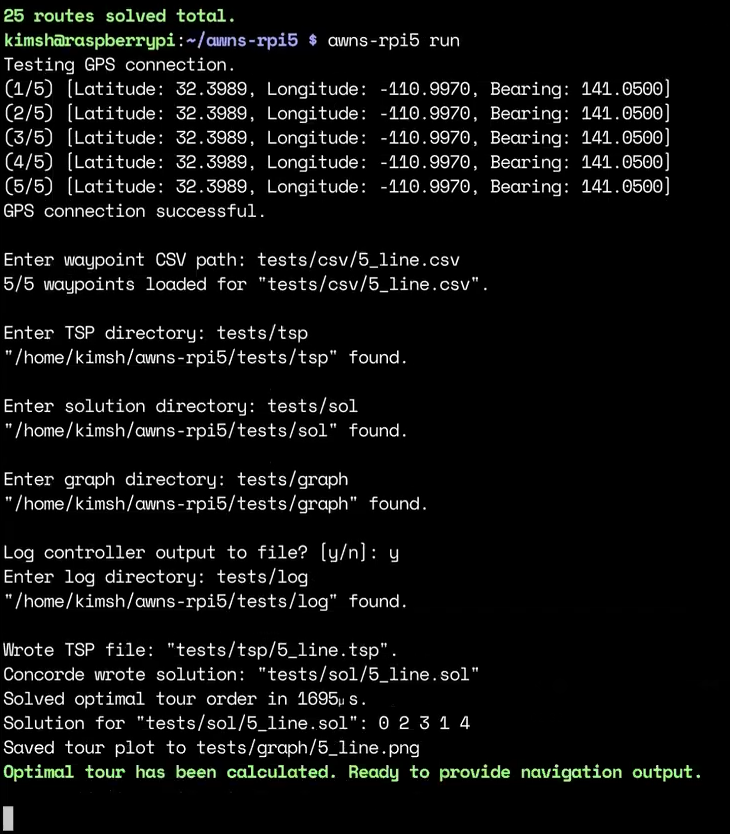 25 routes solved total.
kimsh@raspberrypi:~/awns-rpi5 $ awns-rpi5 run
Testing GPS connection.
(1/5) [Latitude: 32.3989, Longitude: -110.9970, Bearing: 141.0500]
(2/5) [Latitude: 32.3989, Longitude: -110.9970, Bearing: 141.0500]
(3/5) [Latitude: 32.3989, Longitude: -110.9970, Bearing: 141.0500]
(4/5) [Latitude: 32.3989, Longitude: -110.9970, Bearing: 141.0500]
(5/5) [Latitude: 32.3989, Longitude: -110.9970, Bearing: 141.0500]
GPS connection successful.
Enter waypoint CSV path: tests/csv/5_line.csv
5/5 waypoints loaded for "tests/csv/5_line.csv".
Enter TSP directory: tests/tsp
"/home/kimsh/awns-rpi5/tests/tsp" found.
Enter solution directory: tests/sol
"/home/kimsh/awns-rpi5/tests/sol" found.
Enter graph directory: tests/graph
"/home/kimsh/awns-rpi5/tests/graph" found.
Log controller output to file? [y/n]: y
Enter log directory: tests/log
"/home/kimsh/awns-rpi5/tests/log" found.
Wrote TSP file: "tests/tsp/5_line.tsp".
Concorde wrote solution: "tests/sol/5_line.sol"
Solved optimal tour order in 1695µs.
Solution for "tests/sol/5_line.sol": 0 2 3 1 4
Saved tour plot to tests/graph/5_line.png
Optimal tour has been calculated. Ready to provide navigation output.